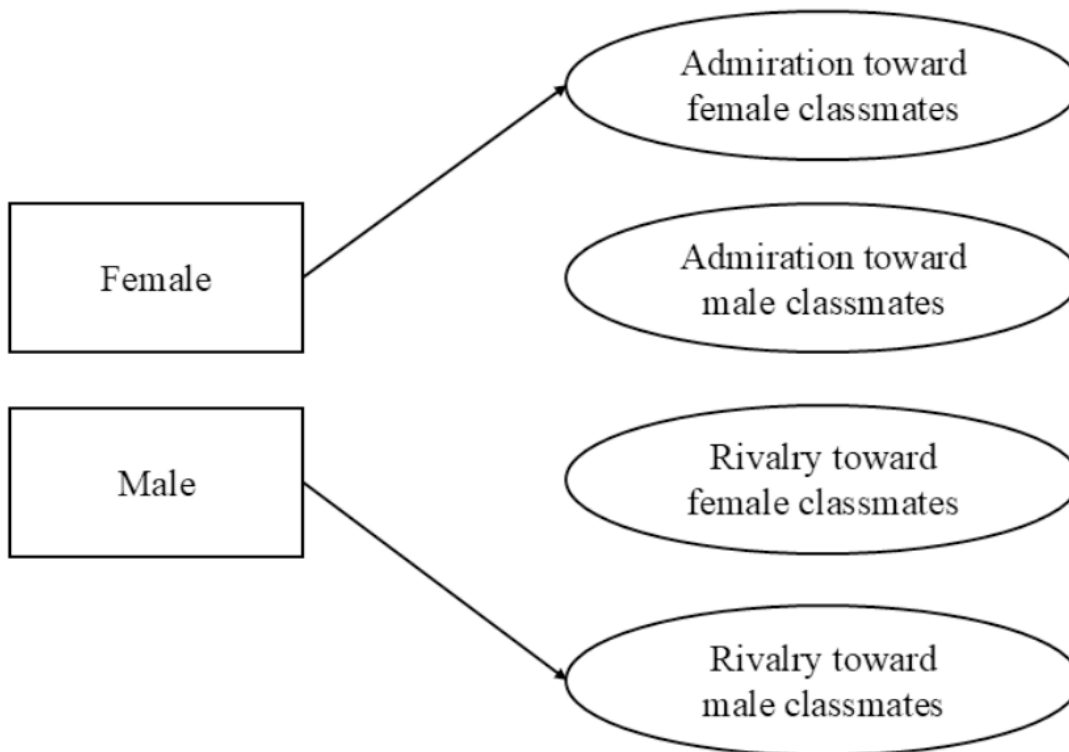 Admiration toward
female classmates
Female
Admiration toward
male classmates
Male
Rivalry toward
female classmates
Rivalry toward
male classmates